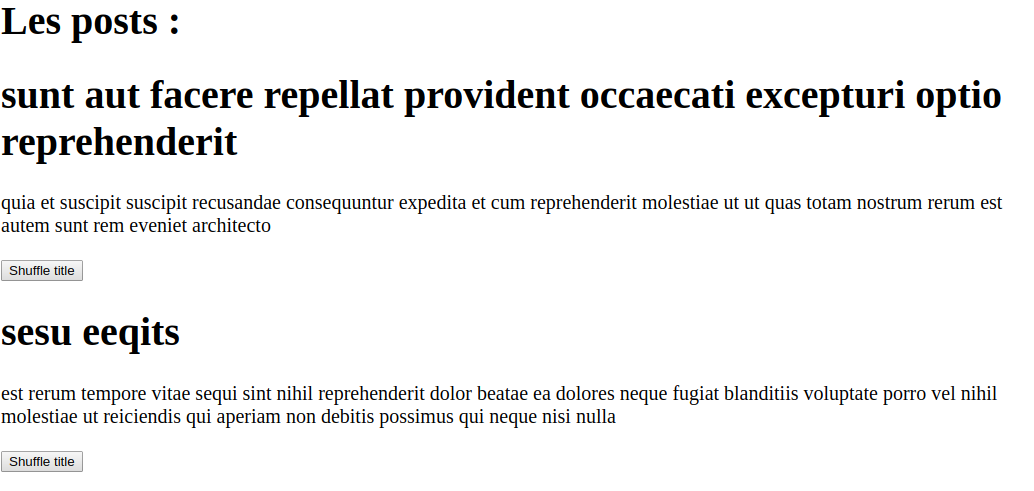 Les posts :
sunt aut facere repellat provident occaecati excepturi optio
reprehenderit
quia et suscipit suscipit recusandae consequuntur expedita et cum reprehenderit molestiae ut ut quas totam nostrum rerum est
autem sunt rem eveniet architecto
Shuffle title
sesu eeqits
est rerum tempore vitae sequi sint nihil reprehenderit dolor beatae ea dolores neque fugiat blanditiis voluptate porro vel nihil
molestiae ut reiciendis qui aperiam non debitis possimus qui neque nisi nulla
Shuffle title